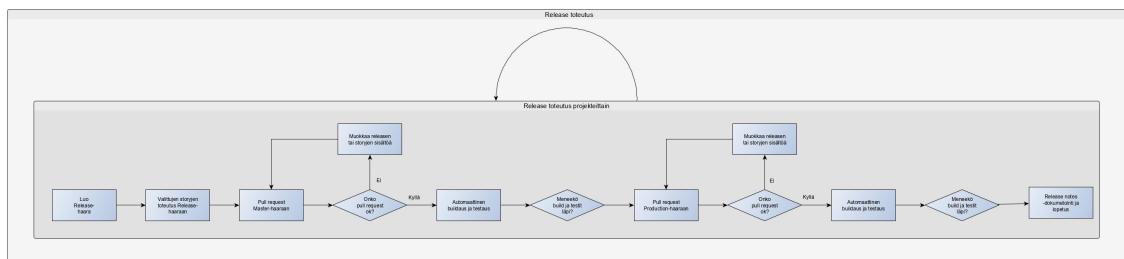 Release toteutus
Release toteutus projekteittain
Muokkaa releasen
tai storyjen sisältöä
Muokkaa releasen
tai storyjen sisältöä
Ei
Ei
Luo
Release-
haara
Valittujen storyjen
toteutus Release-
haaraan
Pull request
Master-haaraan
Onko
pull request
ok?
Kyllä
Automaattinen
buildaus ja testaus
Meneekö
build ja testit
läpi?
Pull request
Production-haaraan
Onko
pull request
ok?
Kyllä
Automaattinen
buildaus ja testaus
Meneekö
build ja testit
läpi?
Release notes
-dokumentointi ja
lopetus